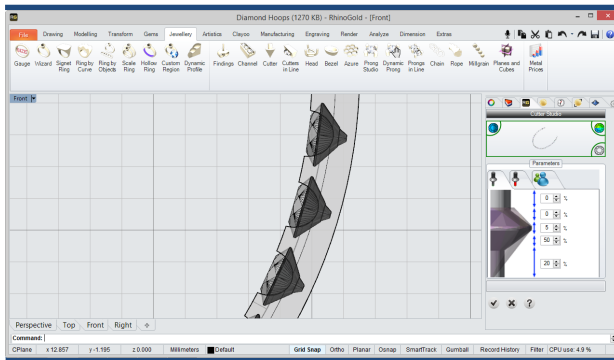 Diamond Hoops (1270 KB) - RhinoGold - [Front]
File Drawing Modelling Transform Gems Jewellery Artistics Clayoo Manufacturing Engraving Render Analyze Dimension Extras
Gauge Wizard Signet Ring Ring by Curve Ring by Objects Scale Ring Hollow Ring Custom Region Dynamic Profile Findings Channel Cutter Cutters in Line Head Bezel Azure Prong Studio Dynamic Prong Prongs in Line Chain Rope Millgrain Planes and Cubes Metal Prices
Front
Cutter Studio
Parameters
0 %
0 %
5 %
50 %
20 %
Perspective Top Front Right
Command:
CPlane x 12.857 y -1.195 z 0.000 Millimeters Default Grid Snap Ortho Planar Osnap SmartTrack Gumball Record History Filter CPU use: 4.9 %